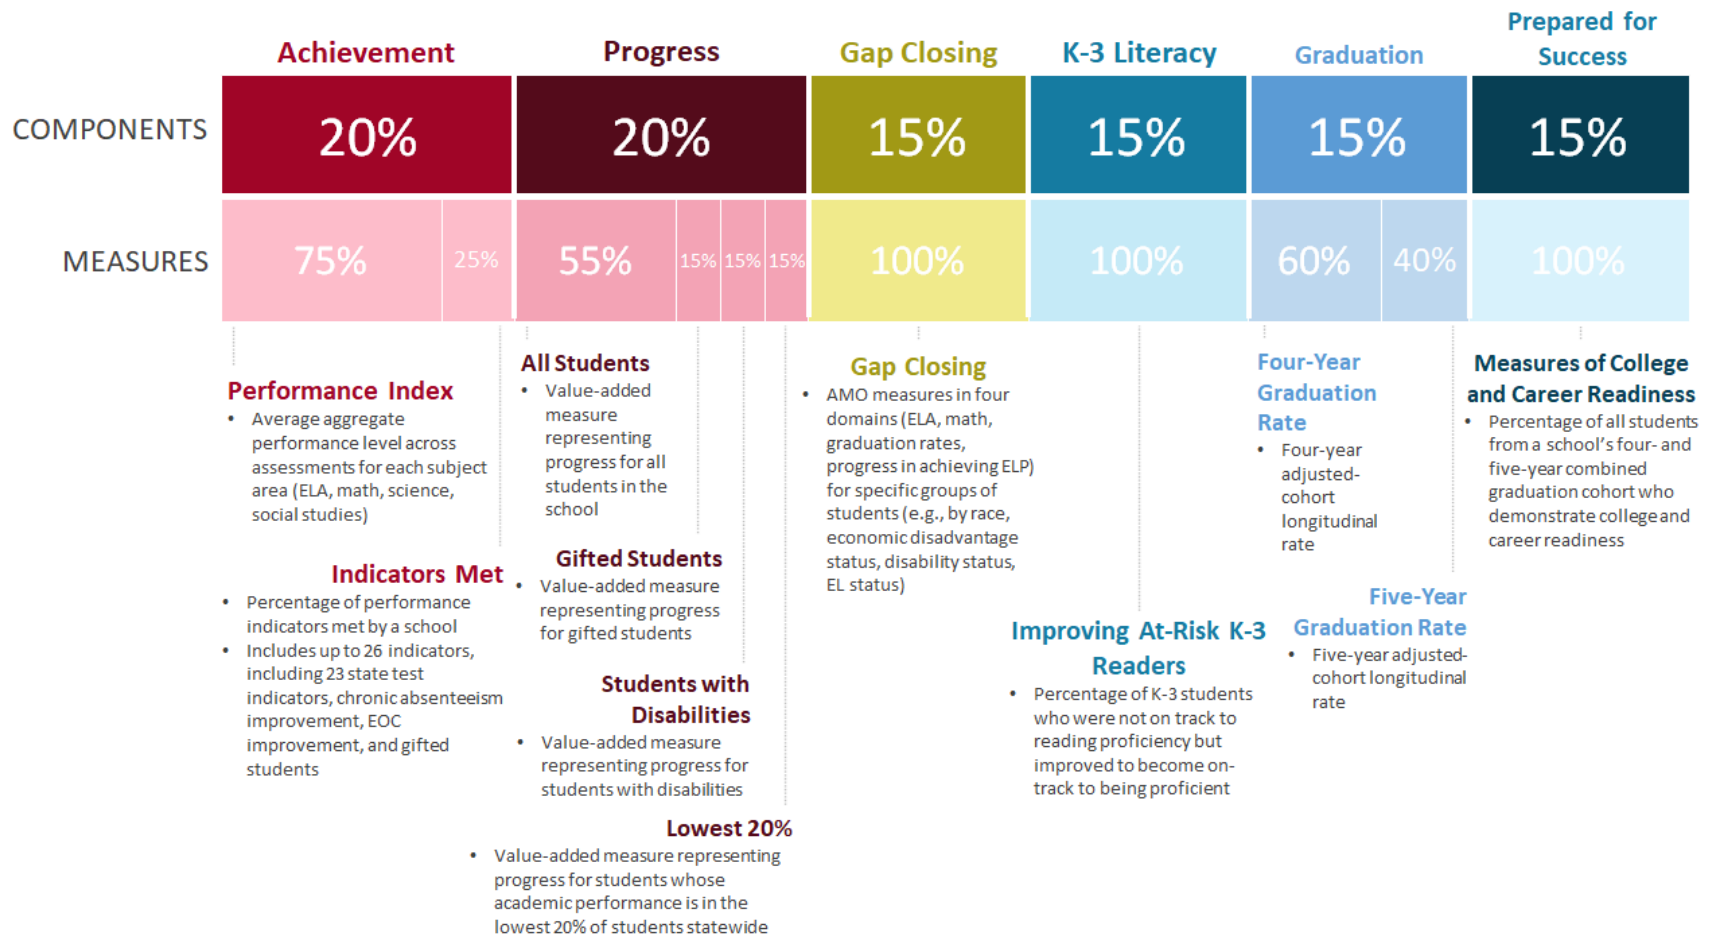 Achievement
Progress
Gap Closing
K-3 Literacy
Graduation
Prepared for
Success
COMPONENTS
20%
20%
15%
15%
15%
15%
MEASURES
75%
25%
55%
15%
15%
15%
100%
100%
60%
40%
100%
Performance Index
• Average aggregate
performance level across
assessments for each subject
area (ELA, math, science,
social studies)
Indicators Met
• Percentage of performance
indicators met by a school
• Includes up to 26 indicators,
including 23 state test
indicators, chronic absenteeism
improvement, EOC
improvement, and gifted
students
All Students
• Value-added
measure
representing
progress for all
students in the
school
Gifted Students
• Value-added measure
representing progress
for gifted students
Students with
Disabilities
• Value-added measure
representing progress for
students with disabilities
Lowest 20%
• Value-added measure representing
progress for students whose
academic performance is in the
lowest 20% of students statewide
Gap Closing
• AMO measures in four
domains (ELA, math,
graduation rates,
progress in achieving ELP)
for specific groups of
students (e.g., by race,
economic disadvantage
status, disability status,
EL status)
Improving At-Risk K-3
Readers
• Percentage of K-3 students
who were not on track to
reading proficiency but
improved to become on-
track to being proficient
Four-Year
Graduation
Rate
• Four-year
adjusted-
cohort
longitudinal
rate
Five-Year
Graduation Rate
• Five-year adjusted-
cohort longitudinal
rate
Measures of College
and Career Readiness
• Percentage of all students
from a school's four- and
five-year combined
graduation cohort who
demonstrate college and
career readiness